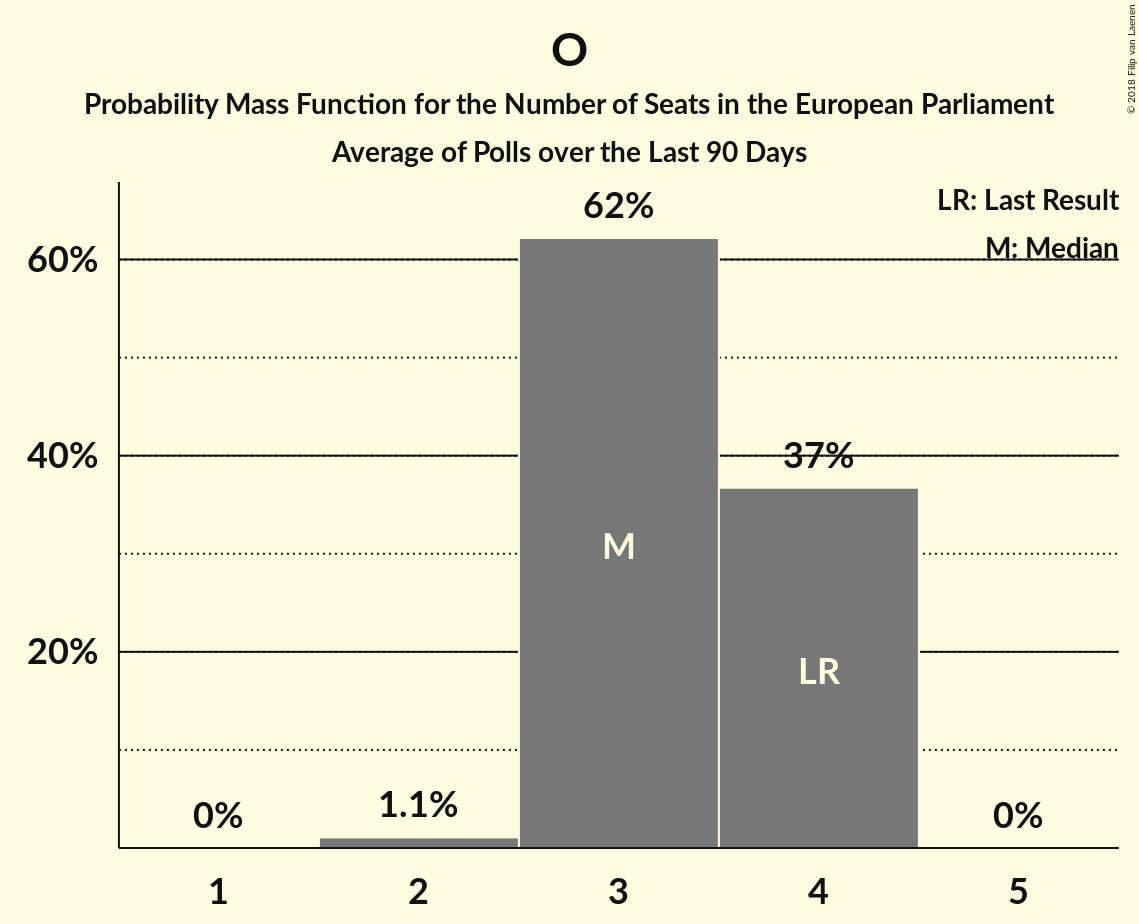 O
Probability Mass Function for the Number of Seats in the European Parliament
Average of Polls over the Last 90 Days
© 2018 Filip van Laenen
LR: Last Result
M: Median
62%
60%
40%
37%
M
20%
LR
1.1%
0%
0%
1 2 3 4 5